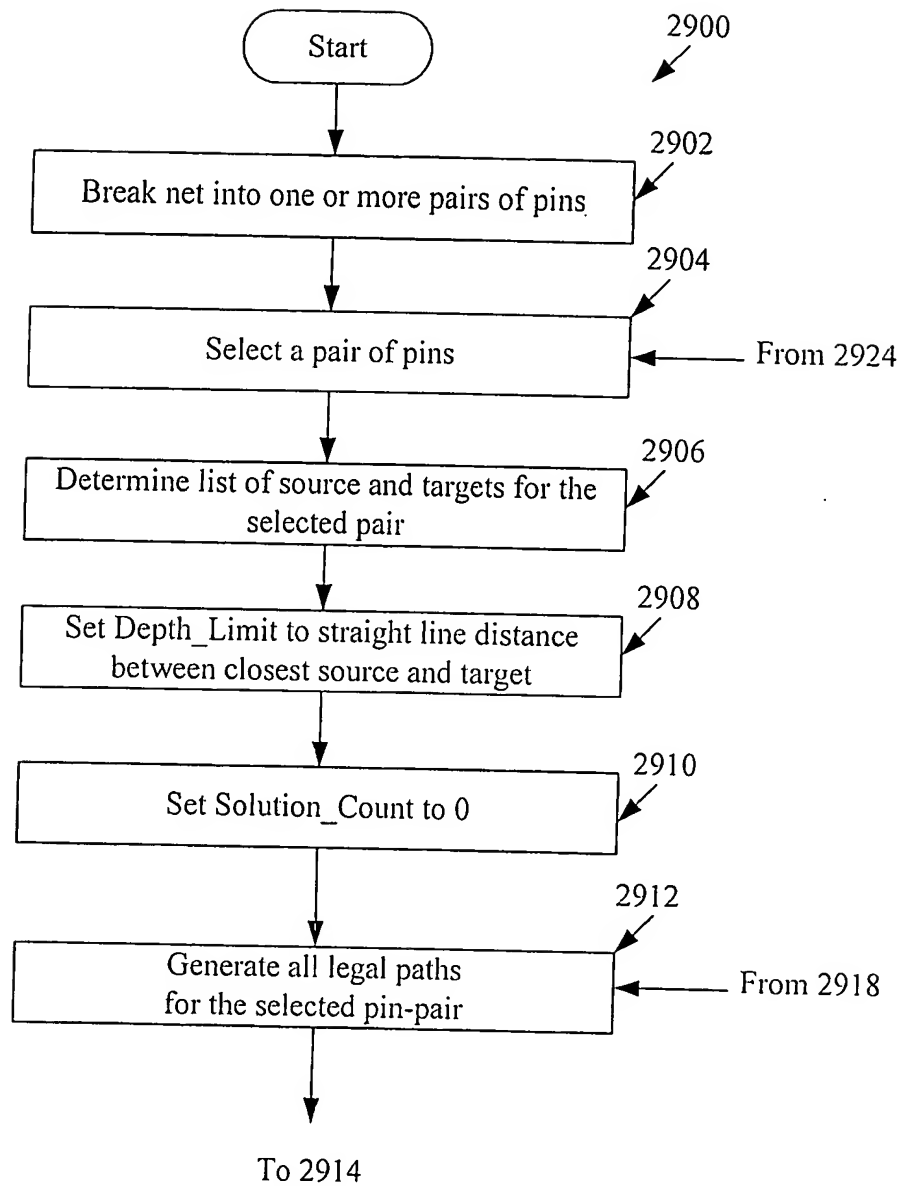 Start
2900
2902
Break net into one or more pairs of pins
2904
Select a pair of pins
From 2924
2906
Determine list of source and targets for the
selected pair
2908
Set Depth_Limit to straight line distance
between closest source and target
2910
Set Solution_Count to 0
2912
Generate all legal paths
for the selected pin-pair
From 2918
To 2914